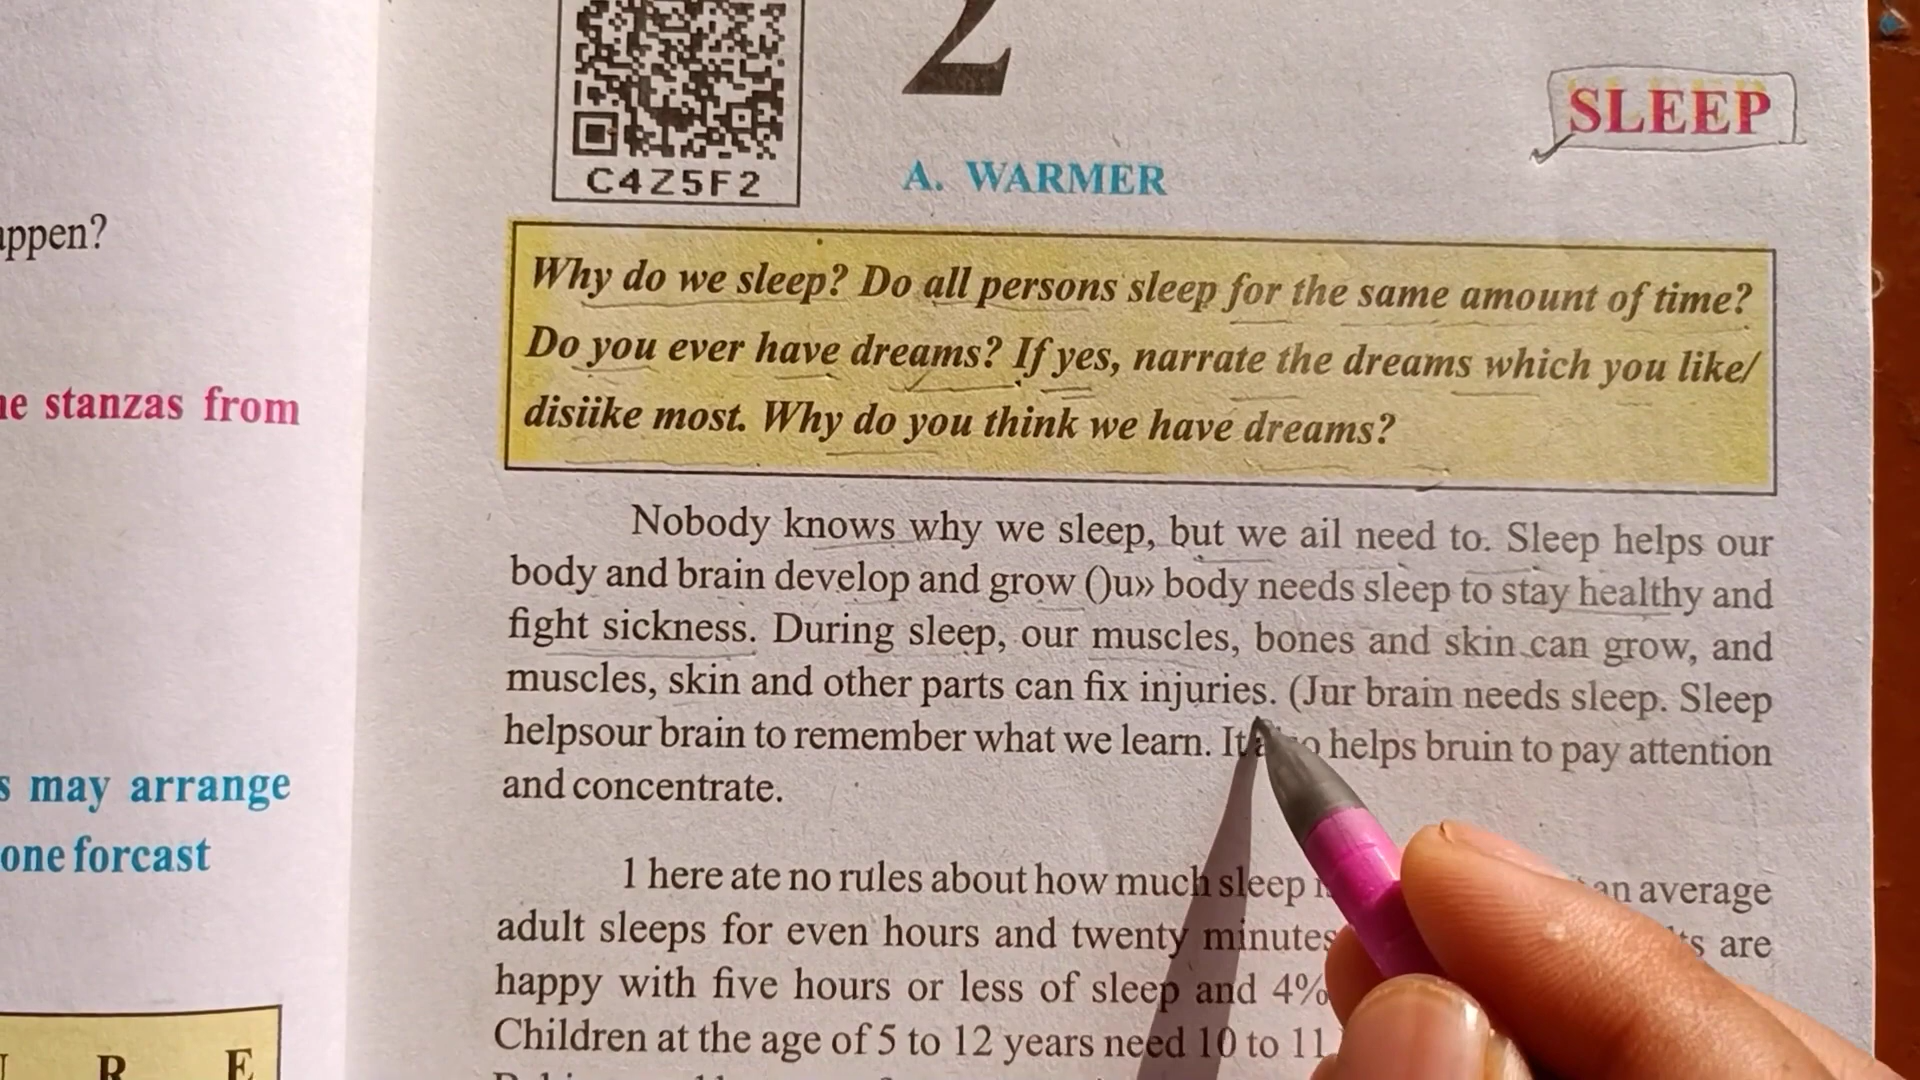 2
SLEEP
C4Z5F2
A. WARMER
Why do we sleep? Do all persons sleep for the same amount of time?
Do you ever have dreams? If yes, narrate the dreams which you like/
disiike most. Why do you think we have dreams?
Nobody knows why we sleep, but we ail need to. Sleep helps our
body and brain develop and grow ()u» body needs sleep to stay healthy and
fight sickness. During sleep, our muscles, bones and skin can grow, and
muscles, skin and other parts can fix injuries. (Jur brain needs sleep. Sleep
helpsour brain to remember what we learn. It also helps bruin to pay attention
and concentrate.
1 here ate no rules about how much sleep an average
adult sleeps for even hours and twenty minutes are
happy with five hours or less of sleep and 4%
Children at the age of 5 to 12 years need 10 to 11
appen?
he stanzas from
s may arrange
one forcast
R E